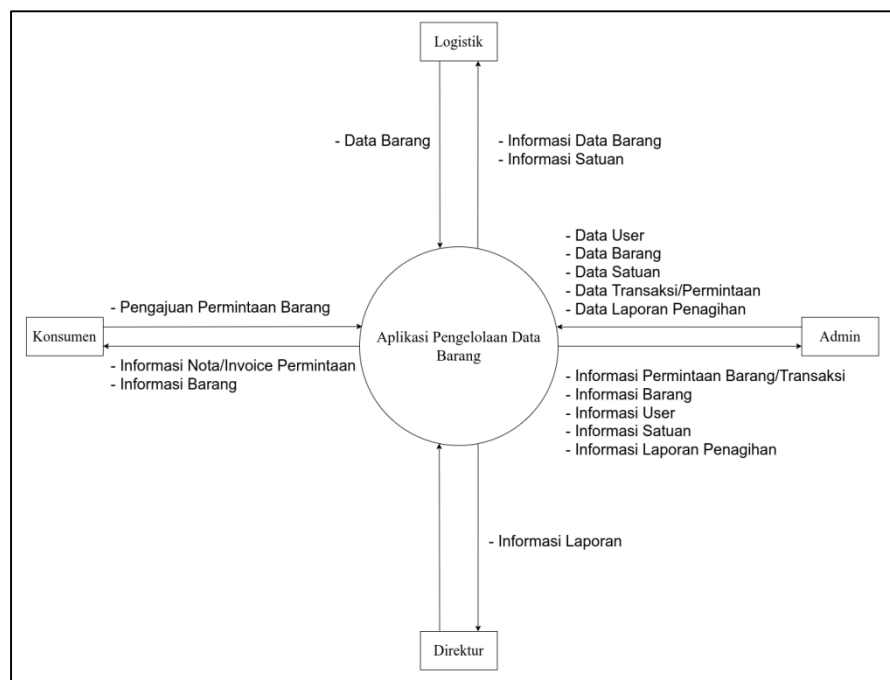 Logistik
- Data Barang
- Informasi Data Barang
- Informasi Satuan
- Data User
- Data Barang
- Data Satuan
- Data Transaksi/Permintaan
- Data Laporan Penagihan
- Pengajuan Permintaan Barang
Konsumen
Aplikasi Pengelolaan Data
Barang
Admin
- Informasi Nota/Invoice Permintaan
- Informasi Barang
- Informasi Permintaan Barang/Transaksi
- Informasi Barang
- Informasi User
- Informasi Satuan
- Informasi Laporan Penagihan
- Informasi Laporan
Direktur